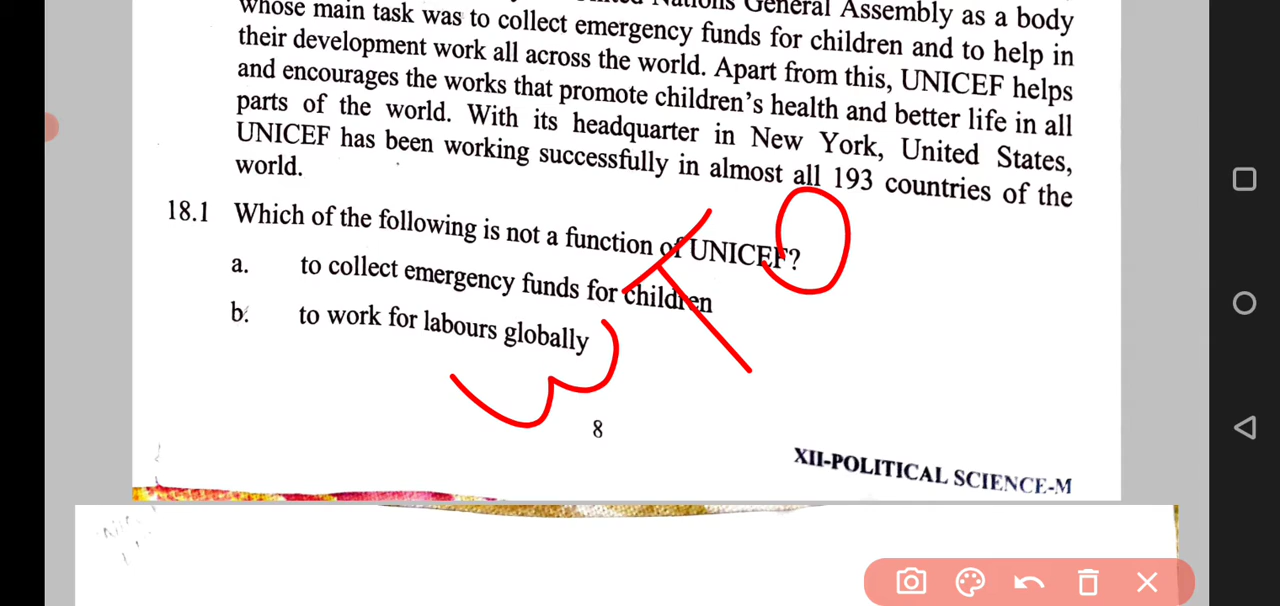 whose main task was to collect emergency funds for children and to help in
their development work all across the world. Apart from this, UNICEF helps
and encourages the works that promote children's health and better life in all
parts of the world. With its headquarter in New York, United States,
UNICEF has been working successfully in almost all 193 countries of the
world.
18.1 Which of the following is not a function of UNICEF?
a. to collect emergency funds for children
b. to work for labours globally
WTO
8
XII-POLITICAL SCIENCE-M